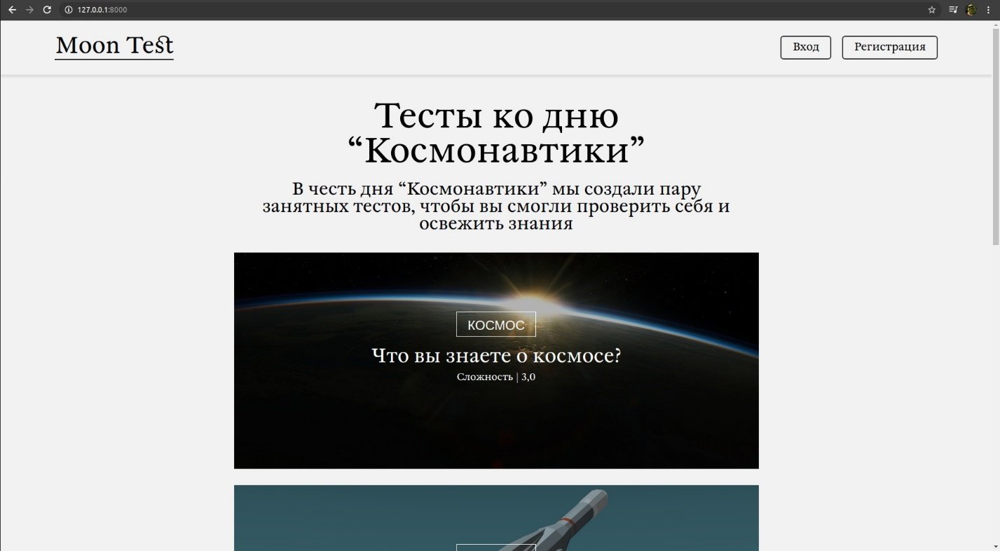 127.0.0.1:8000
Moon Test
Вход
Регистрация
Тесты ко дню
“Космонавтики”
В честь дня “Космонавтики” мы создали пару
занятных тестов, чтобы вы смогли проверить себя и
освежить знания
КОСМОС
Что вы знаете о космосе?
Сложность | 3,0